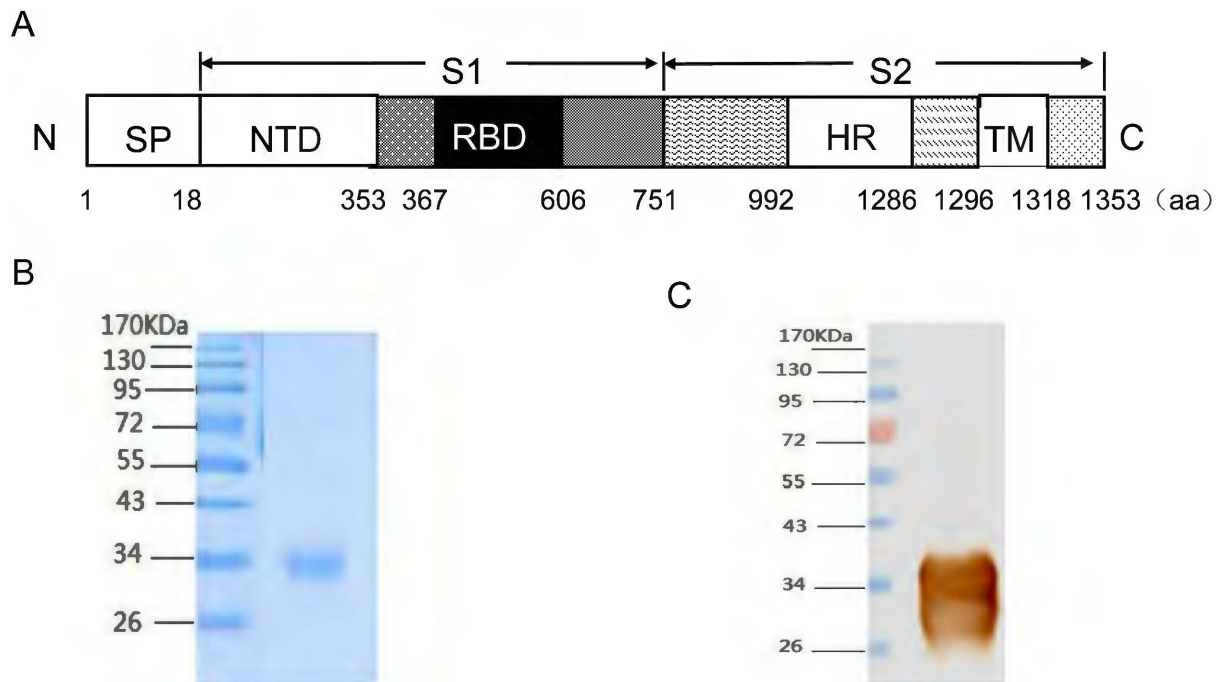 A
S1 S2
N SP NTD RBD HR TM C
1 18 353 367 606 751 992 1286 1296 1318 1353（aa）
B
170KDa
130
95
72
55
43
34
26
C
170KDa
130
95
72
55
43
34
26